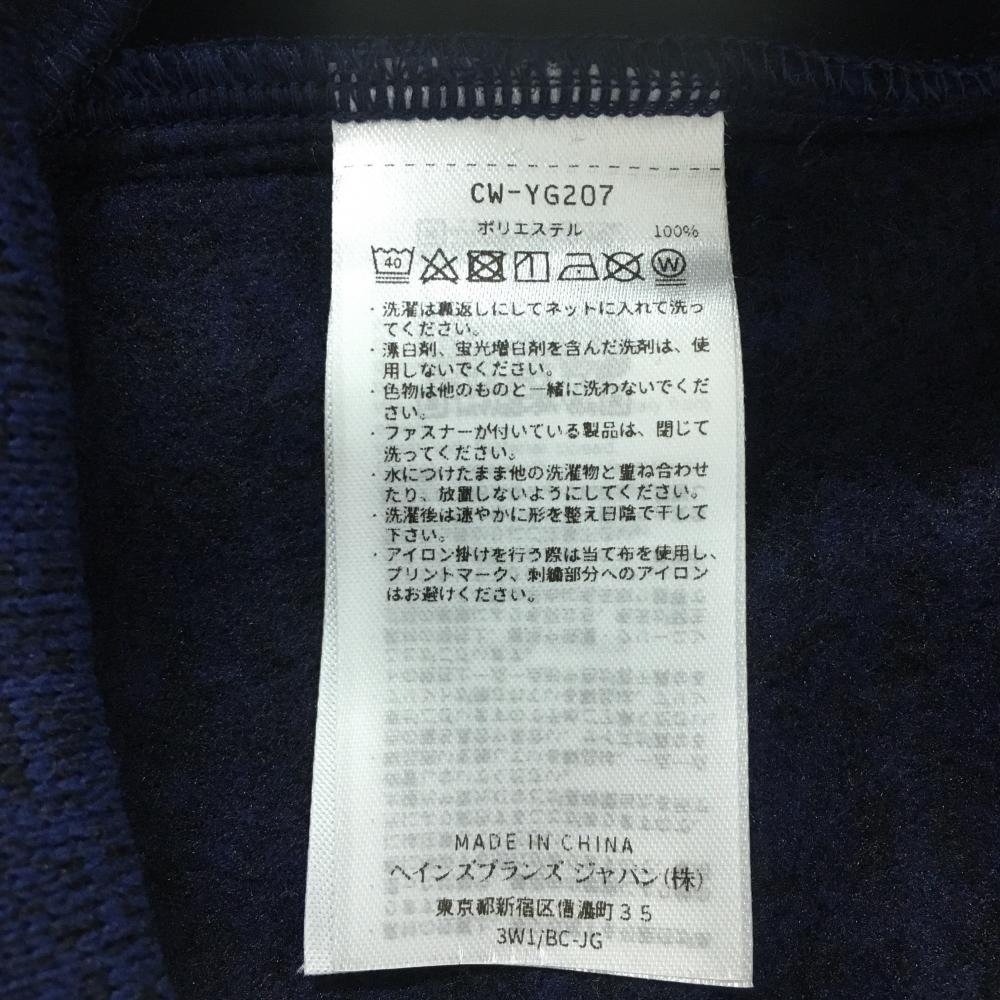 CW-YG207
ポリエステル 100%
40 W
・洗濯は裏返しにしてネットに入れて洗っ
てください。
・漂白剤、蛍光増白剤を含んだ洗剤は、使
用しないでください。
・色物は他のものと一緒に洗わないでくだ
さい。
・ファスナーが付いている製品は、閉じて
洗ってください。
・水につけたまま他の洗濯物と重ね合わせ
たり、放置しないようにしてください。
・洗濯後は速やかに形を整え日陰で干して
下さい。
・アイロン掛けを行う際は当て布を使用し、
プリントマーク、刺繍部分へのアイロン
はお避けください。
MADE IN CHINA
ヘインズブランズ ジャパン(株)
東京都新宿区信濃町35
3W1/BC-JG